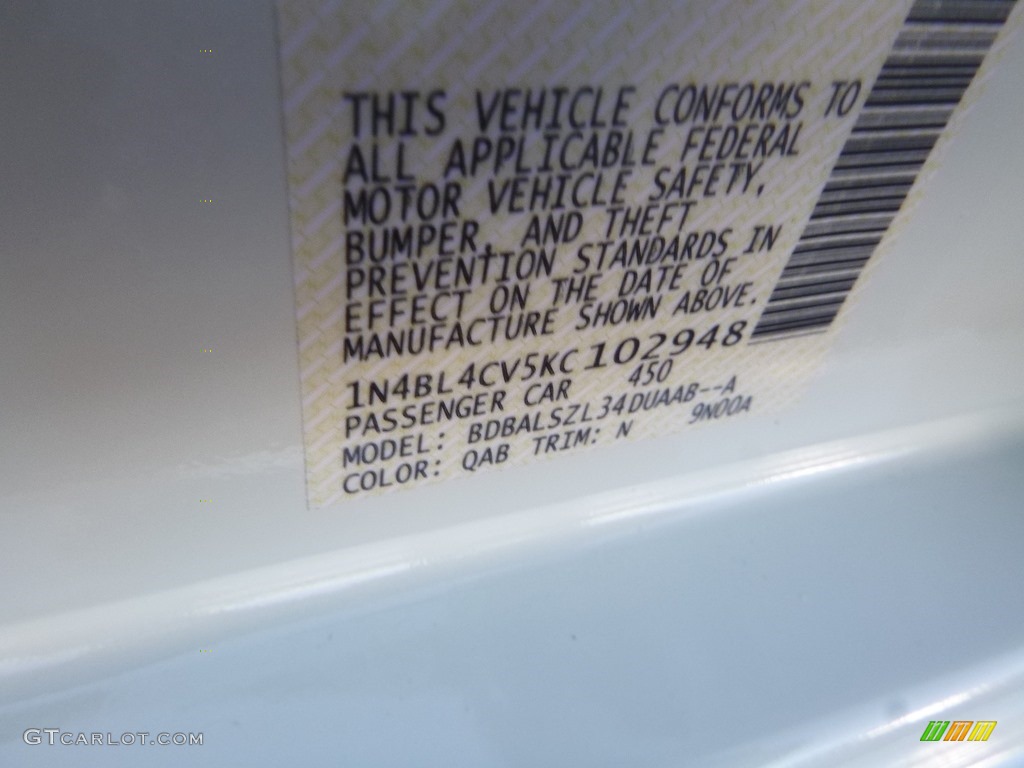 THIS VEHICLE CONFORMS TO
ALL APPLICABLE FEDERAL
MOTOR VEHICLE SAFETY,
BUMPER, AND THEFT
PREVENTION STANDARDS IN
EFFECT ON THE DATE OF
MANUFACTURE SHOWN ABOVE.
1N4BL4CV5KC102948
PASSENGER CAR 450
MODEL: BDBALSZL34DUAAB--A
COLOR: QAB TRIM: N 9N00A
GTCARLOT.COM